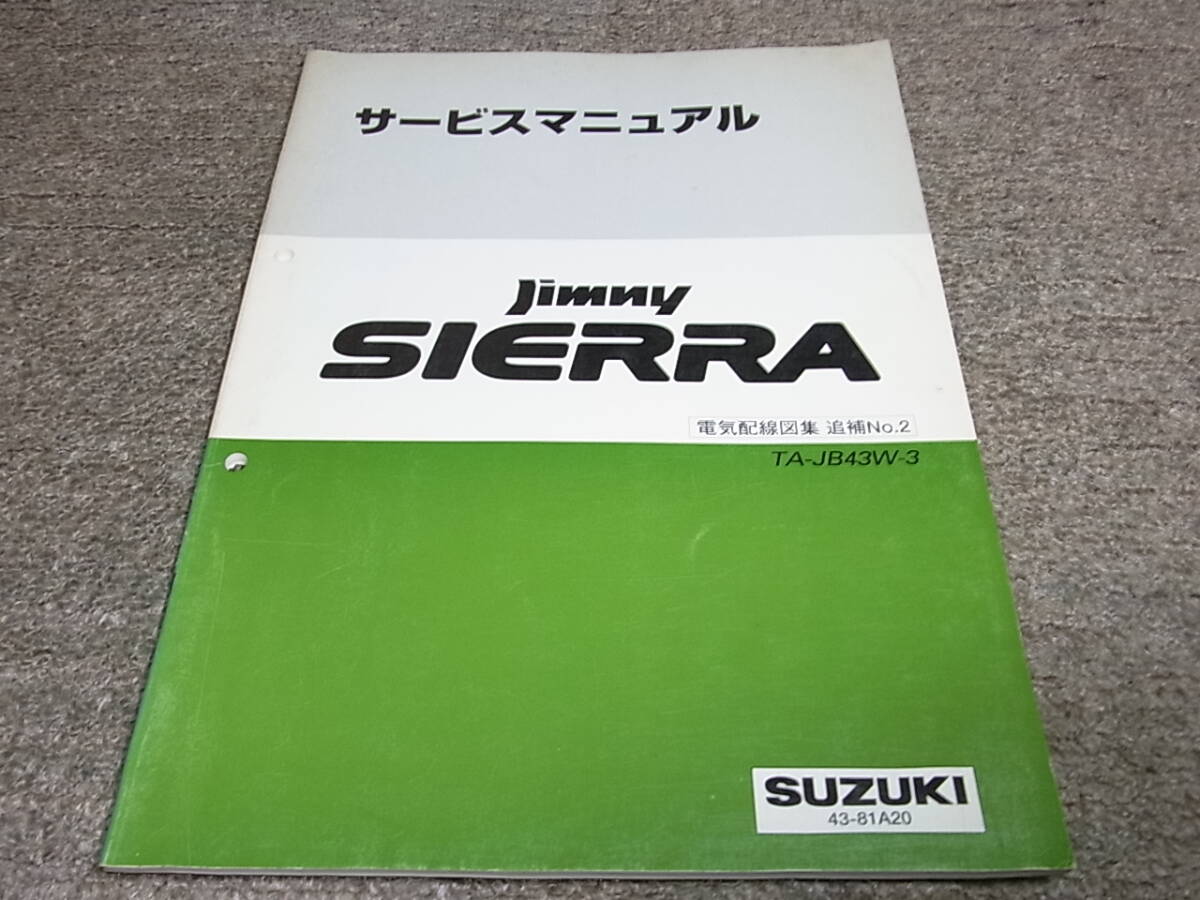 サービスマニュアル
Jimny
SIERRA
電気配線図集 追補No.2
TA-JB43W-3
SUZUKI
43-81A20